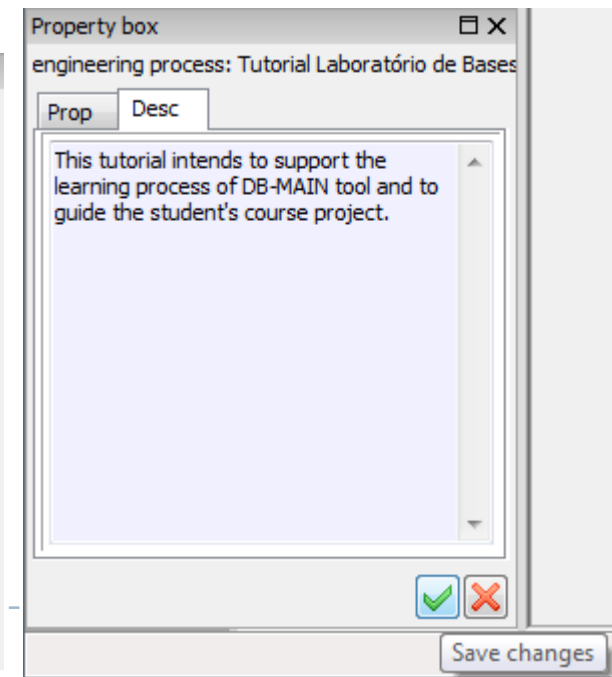 Property box
engineering process: Tutorial Laboratório de Bases
Prop
Desc
This tutorial intends to support the
learning process of DB-MAIN tool and to
guide the student's course project.
Save changes